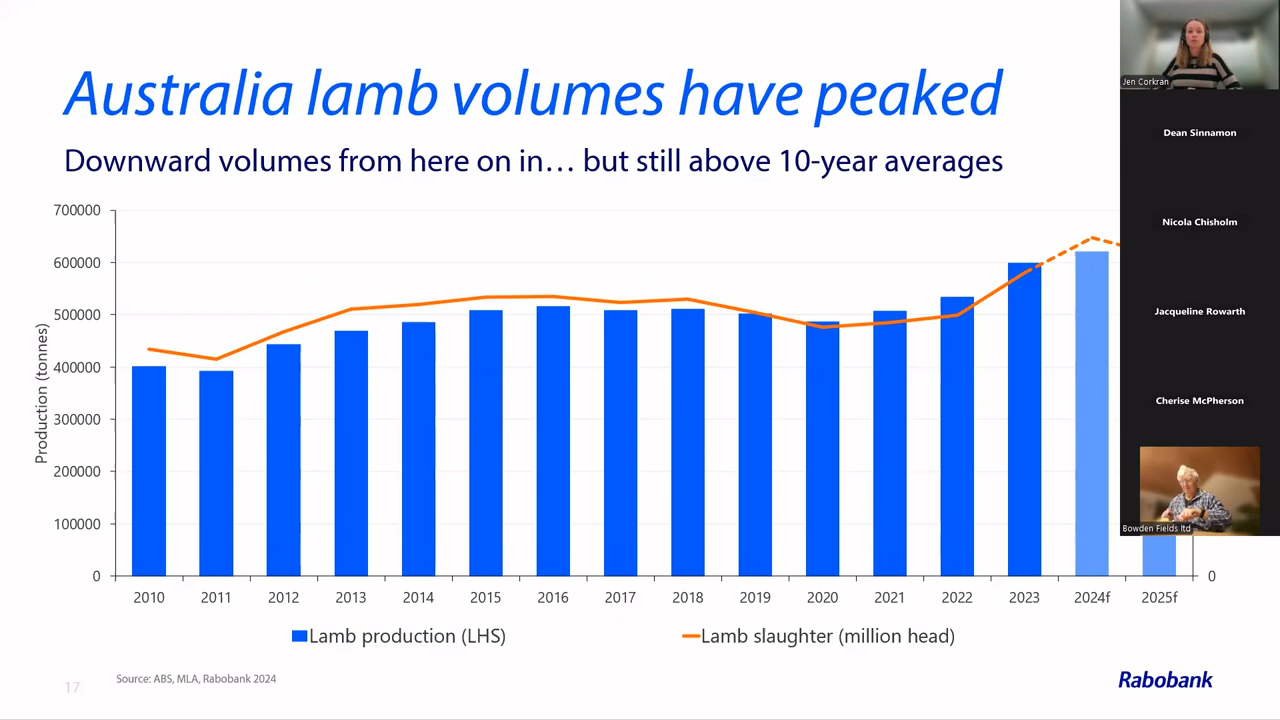 Australia lamb volumes have peaked
Downward volumes from here on in… but still above 10-year averages
Production (tonnes)
700000
600000
500000
400000
300000
200000
100000
0
0
2010 2011 2012 2013 2014 2015 2016 2017 2018 2019 2020 2021 2022 2023 2024f 2025f
Lamb production (LHS) Lamb slaughter (million head)
17
Source: ABS, MLA, Rabobank 2024
Rabobank
Jen Corkran
Dean Sinnamon
Nicola Chisholm
Jacqueline Rowarth
Cherise McPherson
Bowden Fields ltd